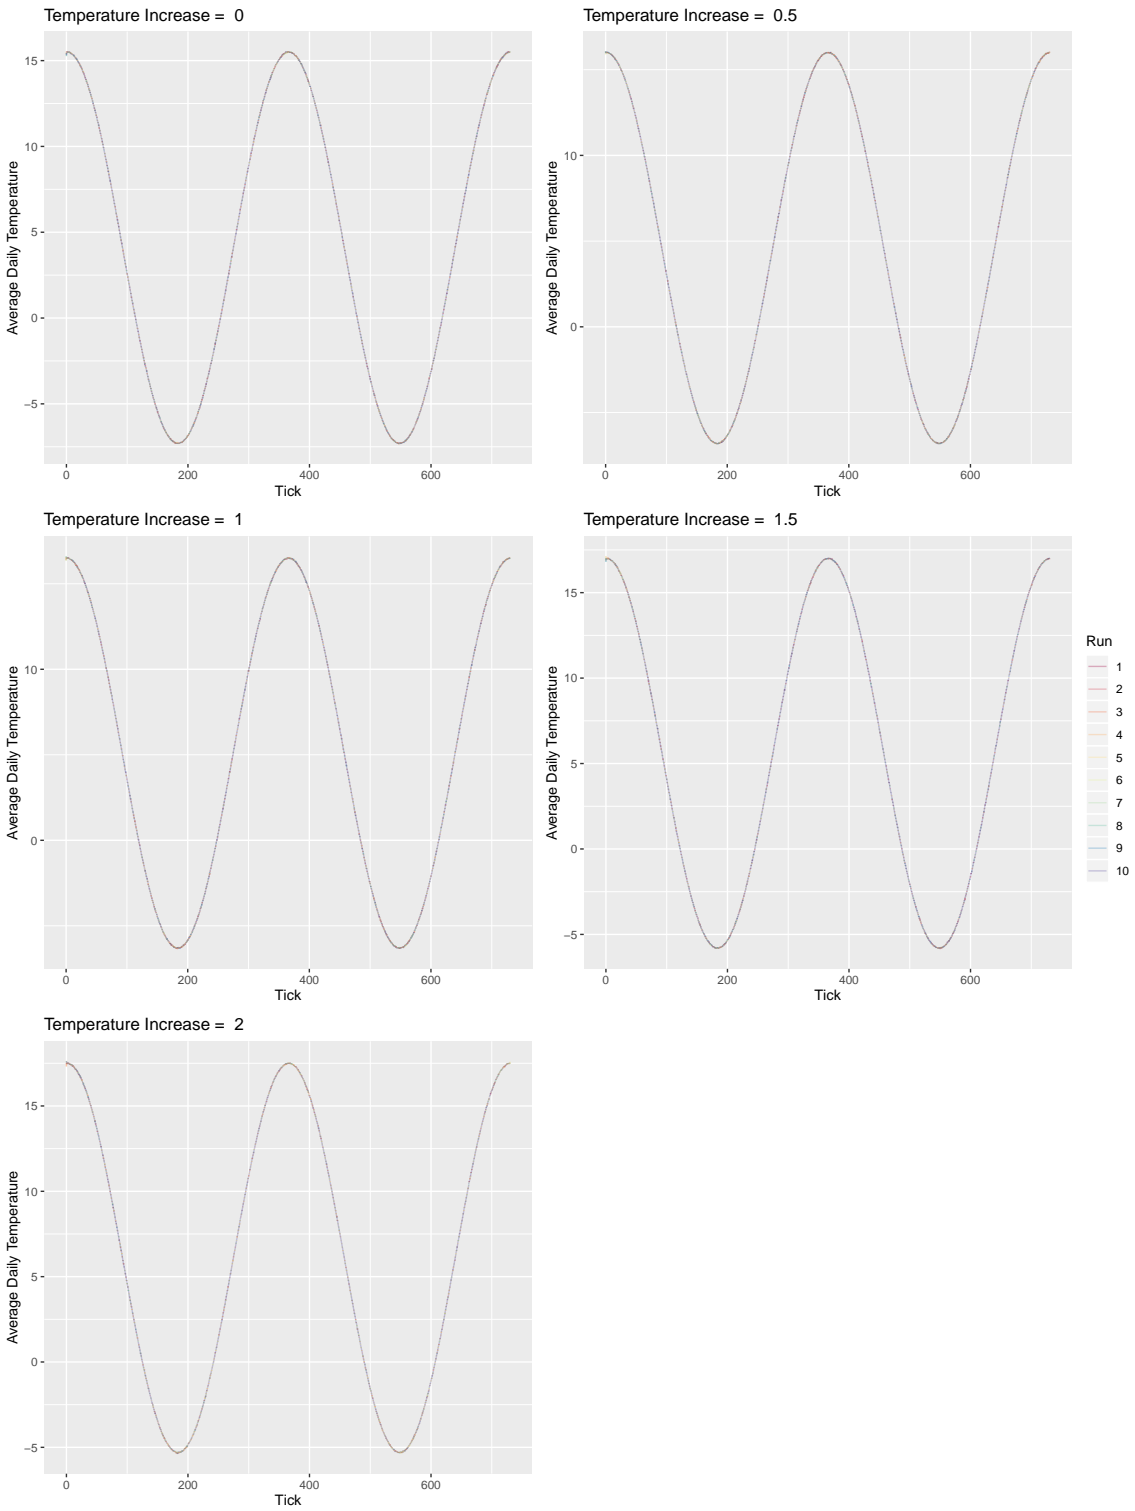 Temperature Increase =  0
15
10
5
0
−5
Average Daily Temperature
0 200 400 600
Tick
Temperature Increase =  0.5
10
0
Average Daily Temperature
0 200 400 600
Tick
Temperature Increase =  1
10
0
Average Daily Temperature
0 200 400 600
Tick
Temperature Increase =  1.5
15
10
5
0
−5
Average Daily Temperature
0 200 400 600
Tick
Run
1
2
3
4
5
6
7
8
9
10
Temperature Increase =  2
15
10
5
0
−5
Average Daily Temperature
0 200 400 600
Tick